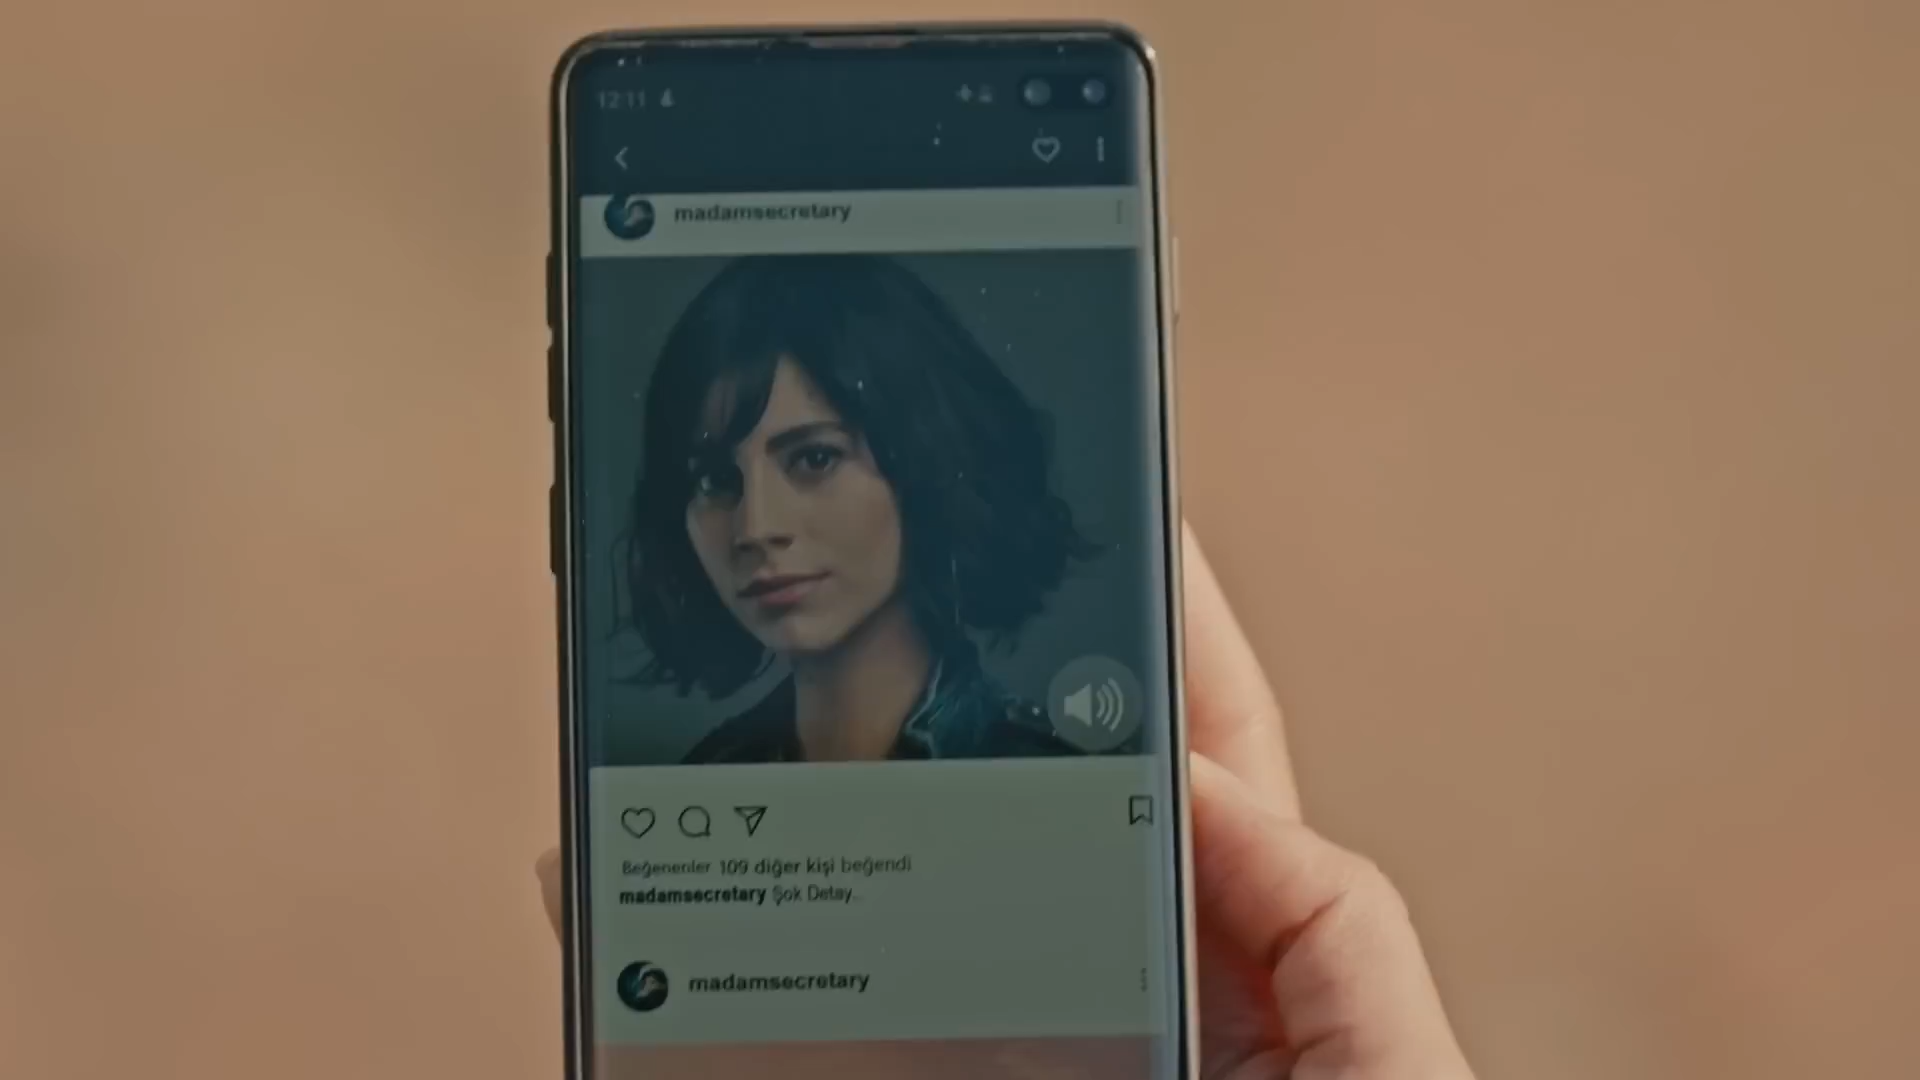 12:11
madamsecretary
Beğenenler 109 diğer kişi beğendi
madamsecretary Şok Detay..
madamsecretary